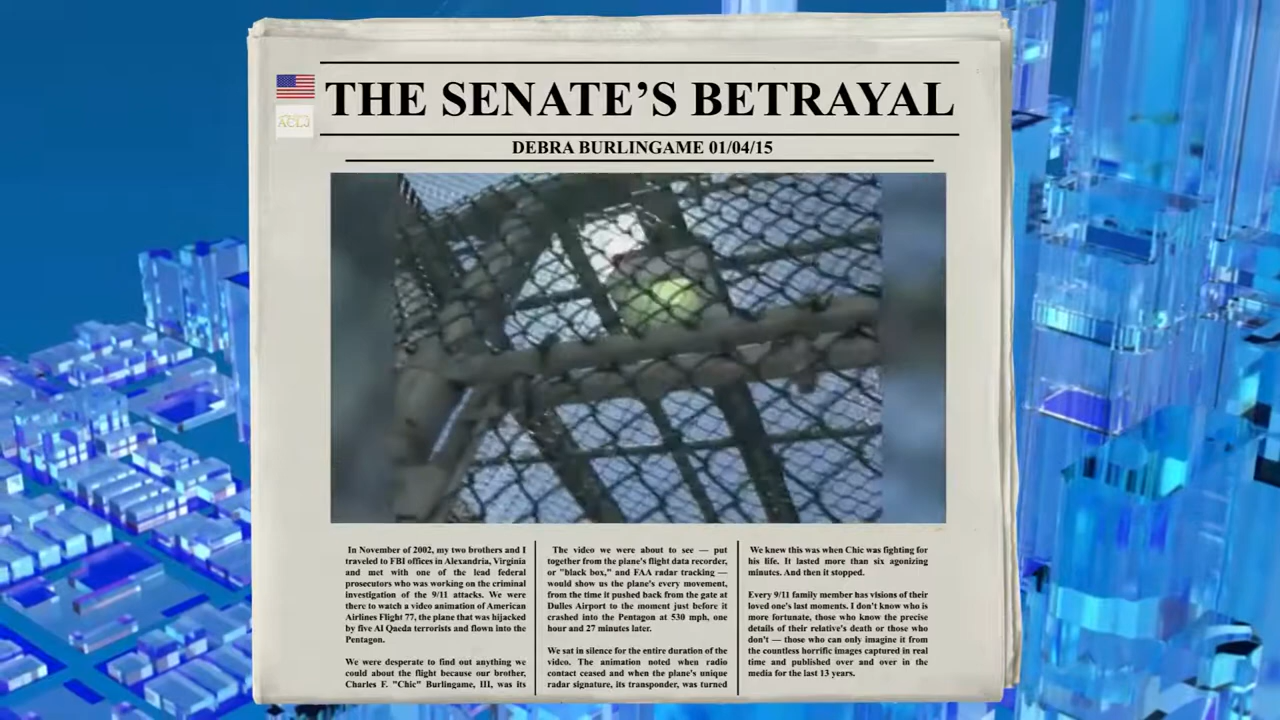 THE SENATE'S BETRAYAL
ACLJ
DEBRA BURLINGAME 01/04/15
In November of 2002, my two brothers and I
traveled to FBI offices in Alexandria, Virginia
and met with one of the lead federal
prosecutors who was working on the criminal
investigation of the 9/11 attacks. We were
there to watch a video animation of American
Airlines Flight 77, the plane that was hijacked
by five Al Qaeda terrorists and flown into the
Pentagon.
We were desperate to find out anything we
could about the flight because our brother,
Charles F. "Chic" Burlingame, III, was its
The video we were about to see — put
together from the plane's flight data recorder,
or "black box," and FAA radar tracking —
would show us the plane's every movement,
from the time it pushed back from the gate at
Dulles Airport to the moment just before it
crashed into the Pentagon at 530 mph, one
hour and 27 minutes later.
We sat in silence for the entire duration of the
video. The animation noted when radio
contact ceased and when the plane's unique
radar signature, its transponder, was turned
We knew this was when Chic was fighting for
his life. It lasted more than six agonizing
minutes. And then it stopped.
Every 9/11 family member has visions of their
loved one's last moments. I don't know who is
more fortunate, those who know the precise
details of their relative's death or those who
don't — those who can only imagine it from
the countless horrific images captured in real
time and published over and over in the
media for the last 13 years.